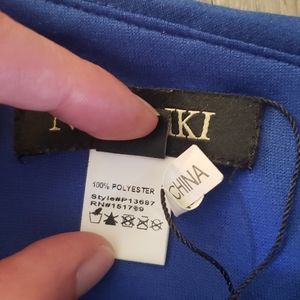 100% POLYESTER
Style#P13687
RN#151789
CHINA